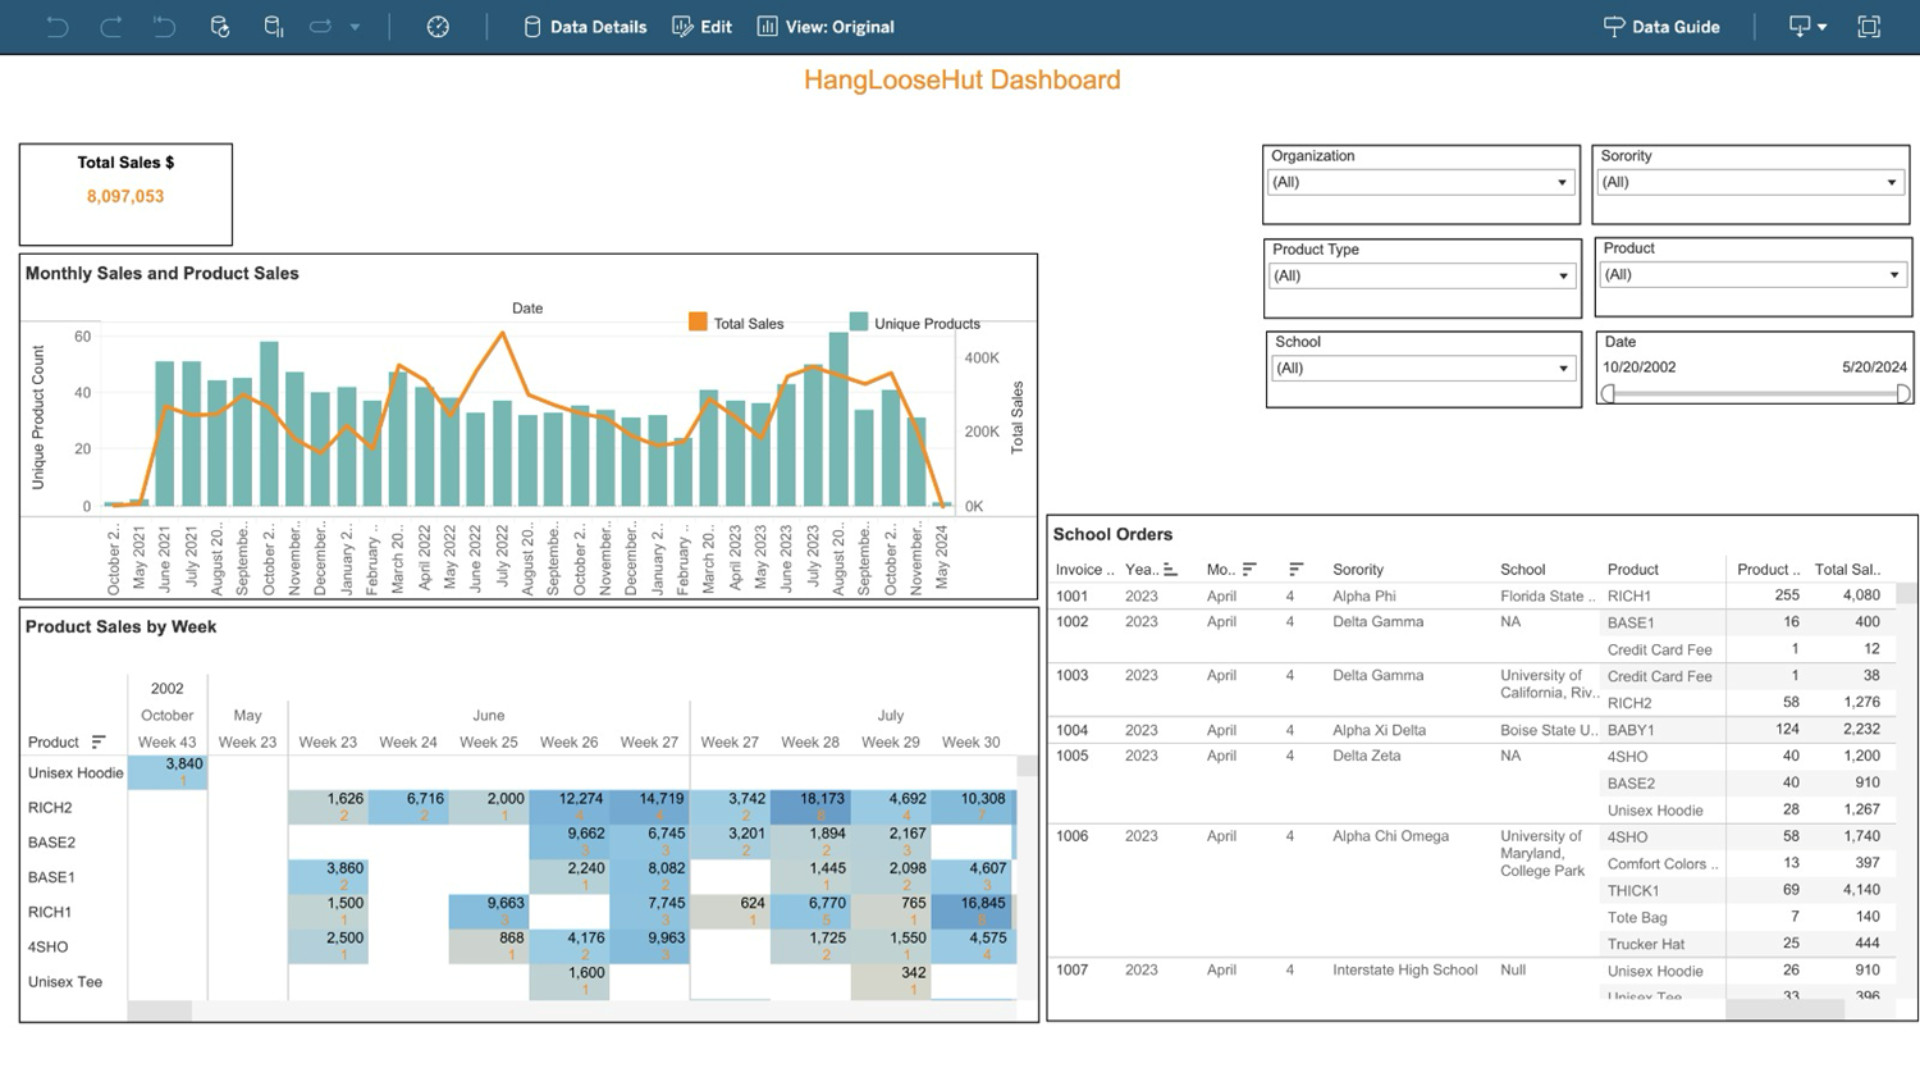 Data Details Edit View: Original Data Guide
HangLooseHut Dashboard
Total Sales $
8,097,053
Organization
(All)
Sorority
(All)
Product Type
(All)
Product
(All)
School
(All)
Date
10/20/2002 5/20/2024
Monthly Sales and Product Sales
Date
Total Sales Unique Products
Unique Product Count
60
40
20
0
400K
200K
0K
Total Sales
October 2..
May 2021
June 2021
July 2021
August 20..
Septembe..
October 2..
November..
December..
January 2..
February ..
March 20..
April 2022
May 2022
June 2022
July 2022
August 20..
Septembe..
October 2..
November..
December..
January 2..
February ..
March 20..
April 2023
May 2023
June 2023
July 2023
August 20..
Septembe..
October 2..
November..
May 2024
Product Sales by Week
2002
October May June July
Product Week 43 Week 23 Week 23 Week 24 Week 25 Week 26 Week 27 Week 27 Week 28 Week 29 Week 30
Unisex Hoodie 3,840
1
RICH2 1,626 6,716 2,000 12,274 14,719 3,742 18,173 4,692 10,308
2 2 1 2 4 7
BASE2 9,662 6,745 3,201 1,894 2,167
3 3 2 2 3
BASE1 3,860 2,240 8,082 1,445 2,098 4,607
2 1 2 1 2 3
RICH1 1,500 9,663 7,745 624 6,770 765 16,845
1 3 3 1 5 1
4SHO 2,500 868 4,176 9,963 1,725 1,550 4,575
1 1 2 3 2 1 4
Unisex Tee 1,600 342
1 1
School Orders
Invoice .. Yea.. Mo.. Sorority School Product Product .. Total Sal..
1001 2023 April 4 Alpha Phi Florida State .. RICH1 255 4,080
1002 2023 April 4 Delta Gamma NA BASE1 16 400
Credit Card Fee 1 12
1003 2023 April 4 Delta Gamma University of Credit Card Fee 1 38
California, Riv.. RICH2 58 1,276
1004 2023 April 4 Alpha Xi Delta Boise State U.. BABY1 124 2,232
1005 2023 April 4 Delta Zeta NA 4SHO 40 1,200
BASE2 40 910
Unisex Hoodie 28 1,267
1006 2023 April 4 Alpha Chi Omega University of 4SHO 58 1,740
Maryland, Comfort Colors .. 13 397
College Park THICK1 69 4,140
Tote Bag 7 140
Trucker Hat 25 444
1007 2023 April 4 Interstate High School Null Unisex Hoodie 26 910
Unisex Tee 33 396